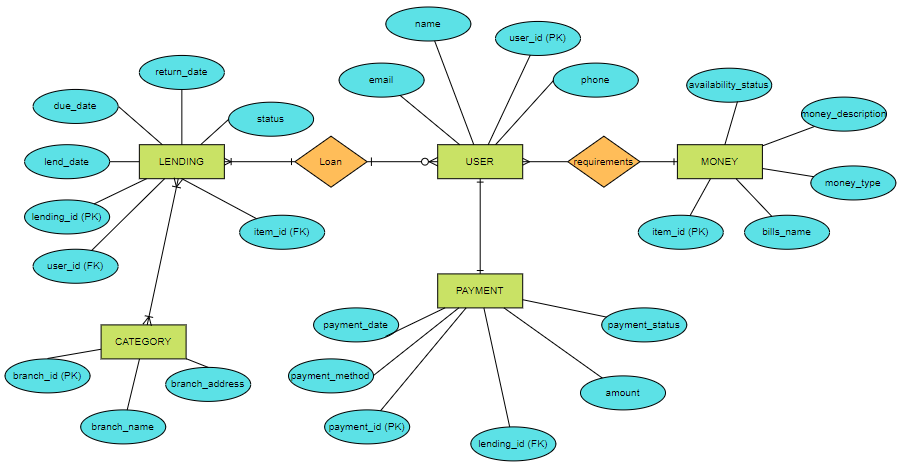 name
user_id (PK)
return_date
email
phone
availability_status
due_date
status
money_description
lend_date
LENDING
Loan
USER
requirements
MONEY
money_type
lending_id (PK)
item_id (FK)
item_id (PK)
bills_name
user_id (FK)
PAYMENT
payment_date
payment_status
CATEGORY
branch_id (PK)
branch_address
payment_method
amount
branch_name
payment_id (PK)
lending_id (FK)